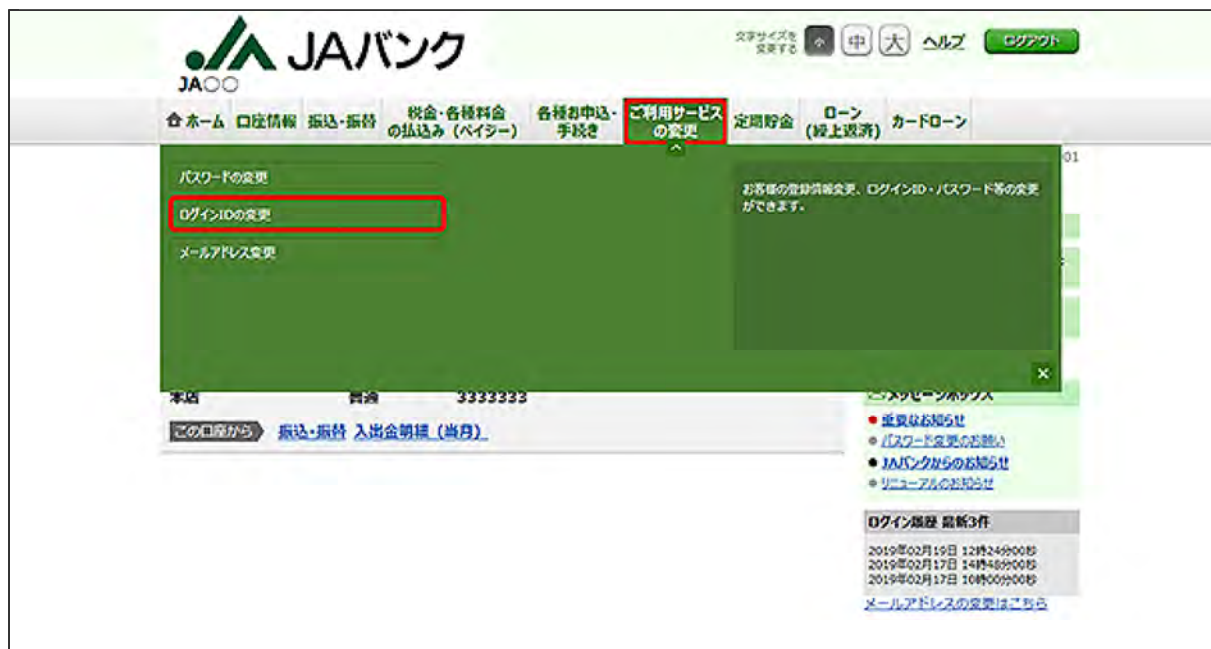 JAバンク
JA○○
文字サイズを
変更する
小 中 大 ヘルプ ログアウト
ホーム 口座情報 振込・振替 税金・各種料金の払込み（ペイジー） 各種お申込・手続き ご利用サービスの変更 定期貯金 ローン（繰上返済） カードローン
01
パスワードの変更
ログインIDの変更
メールアドレス変更
お客様の登録情報変更、ログインID・パスワード等の変更
ができます。
×
本店 普通 3333333
この口座から 振込・振替 入出金明細（当月）
メッセージボックス
重要なお知らせ
パスワード変更のお願い
JAバンクからのお知らせ
リニューアルのお知らせ
ログイン履歴 最新3件
2019年02月19日 12時24分00秒
2019年02月17日 14時48分00秒
2019年02月17日 10時00分00秒
メールアドレスの変更はこちら